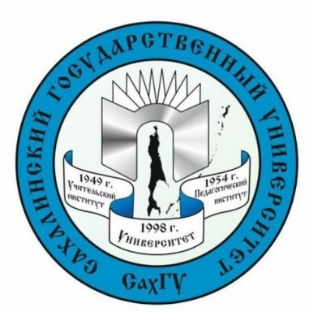 САХАЛИНСКИЙ ГОСУДАРСТВЕННЫЙ УНИВЕРСИТЕТ
1949 г.
Учительский
институт
1954 г.
Педагогический
институт
1998 г.
Университет
СахГУ